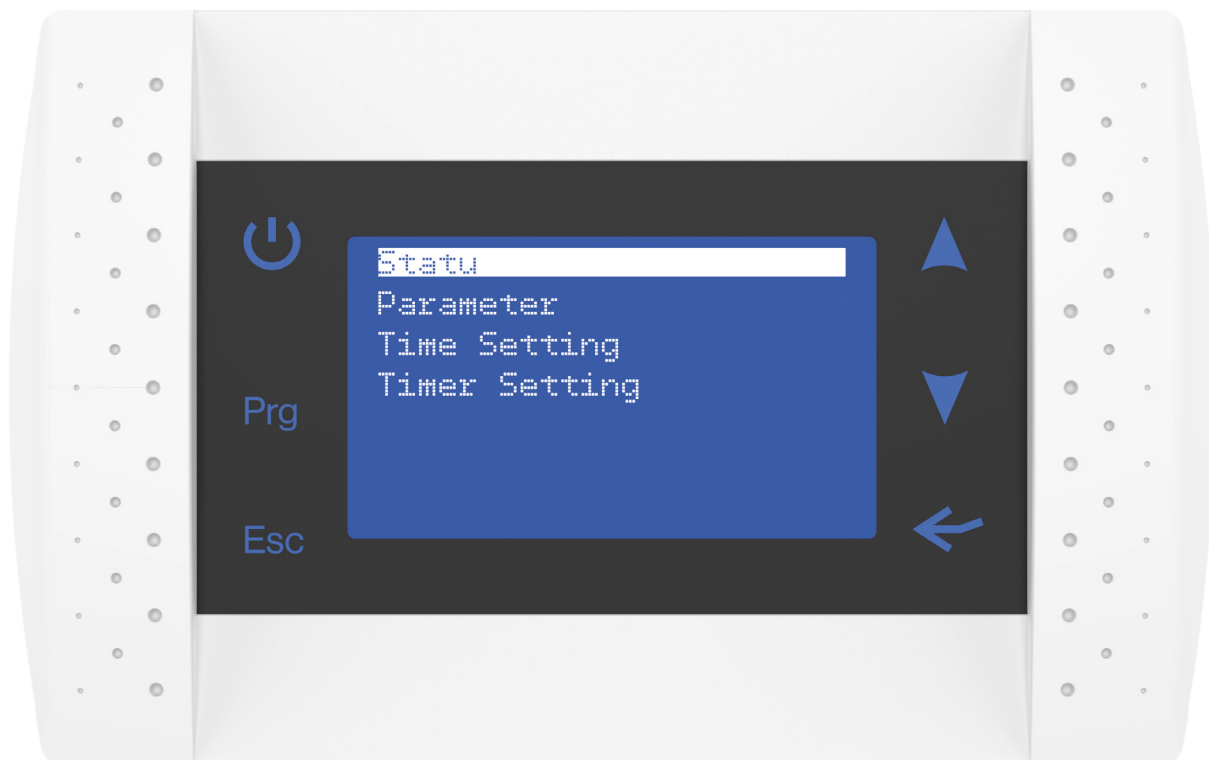 Statu
Parameter
Time Setting
Timer Setting
Prg
Esc